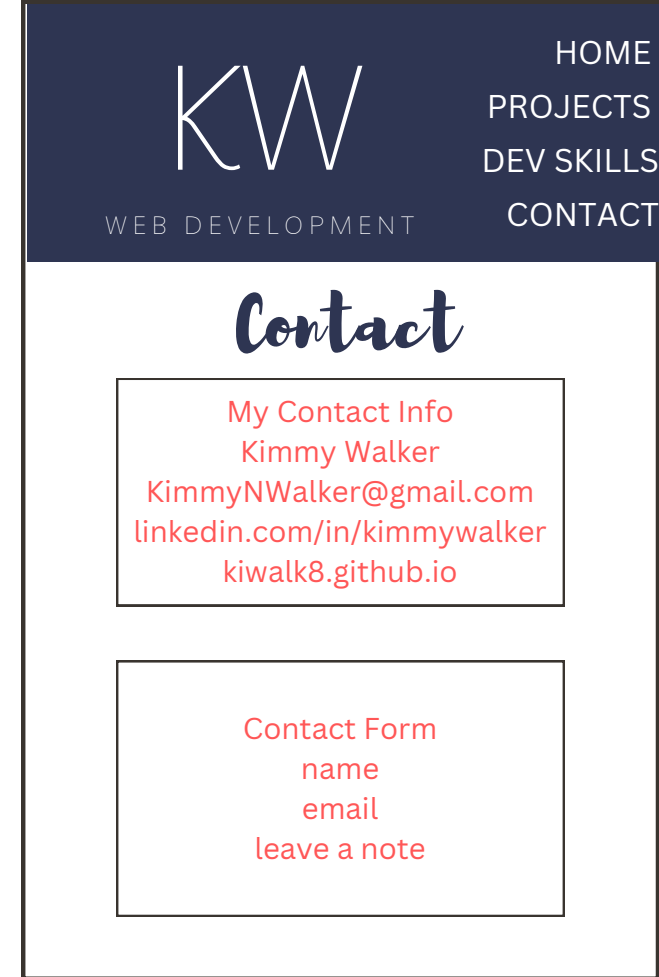 KW
WEB DEVELOPMENT
HOME
PROJECTS
DEV SKILLS
CONTACT
Contact
My Contact Info
Kimmy Walker
KimmyNWalker@gmail.com
linkedin.com/in/kimmywalker
kiwalk8.github.io
Contact Form
name
email
leave a note